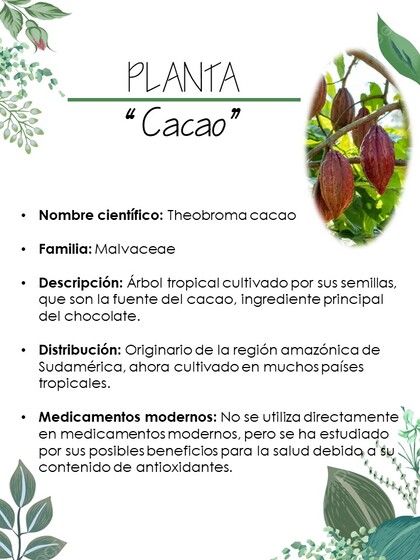 PLANTA
“Cacao”
• Nombre científico: Theobroma cacao
• Familia: Malvaceae
• Descripción: Árbol tropical cultivado por sus semillas,
que son la fuente del cacao, ingrediente principal
del chocolate.
• Distribución: Originario de la región amazónica de
Sudamérica, ahora cultivado en muchos países
tropicales.
• Medicamentos modernos: No se utiliza directamente
en medicamentos modernos, pero se ha estudiado
por sus posibles beneficios para la salud debido a su
contenido de antioxidantes.